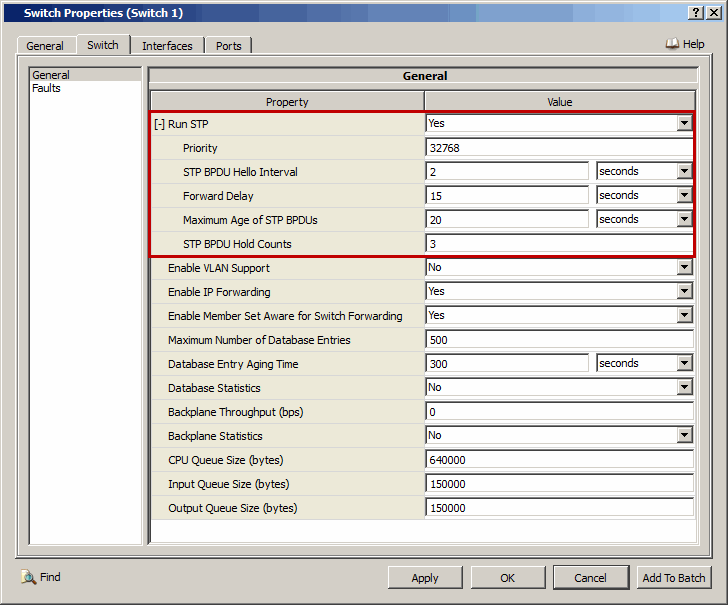 Switch Properties (Switch 1)
General Switch Interfaces Ports Help
General
Faults
General
Property Value
[-] Run STP Yes
Priority 32768
STP BPDU Hello Interval 2 seconds
Forward Delay 15 seconds
Maximum Age of STP BPDUs 20 seconds
STP BPDU Hold Counts 3
Enable VLAN Support No
Enable IP Forwarding Yes
Enable Member Set Aware for Switch Forwarding Yes
Maximum Number of Database Entries 500
Database Entry Aging Time 300 seconds
Database Statistics No
Backplane Throughput (bps) 0
Backplane Statistics No
CPU Queue Size (bytes) 640000
Input Queue Size (bytes) 150000
Output Queue Size (bytes) 150000
Find Apply OK Cancel Add To Batch